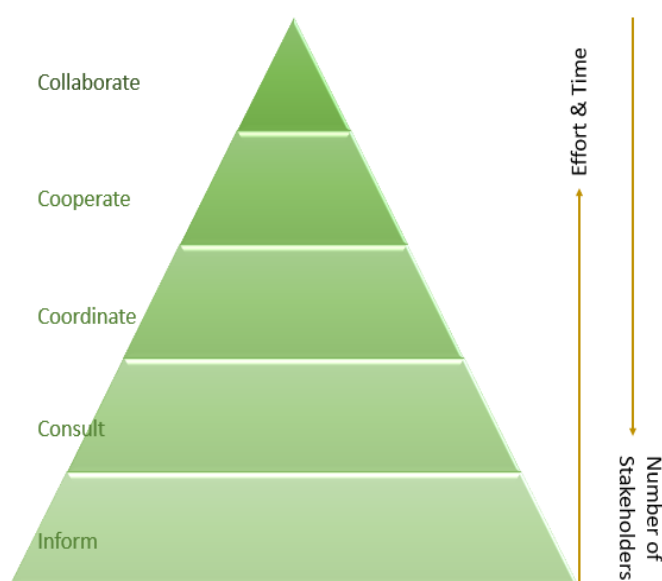 Collaborate
Cooperate
Coordinate
Consult
Inform
Effort & Time
Number of
Stakeholders